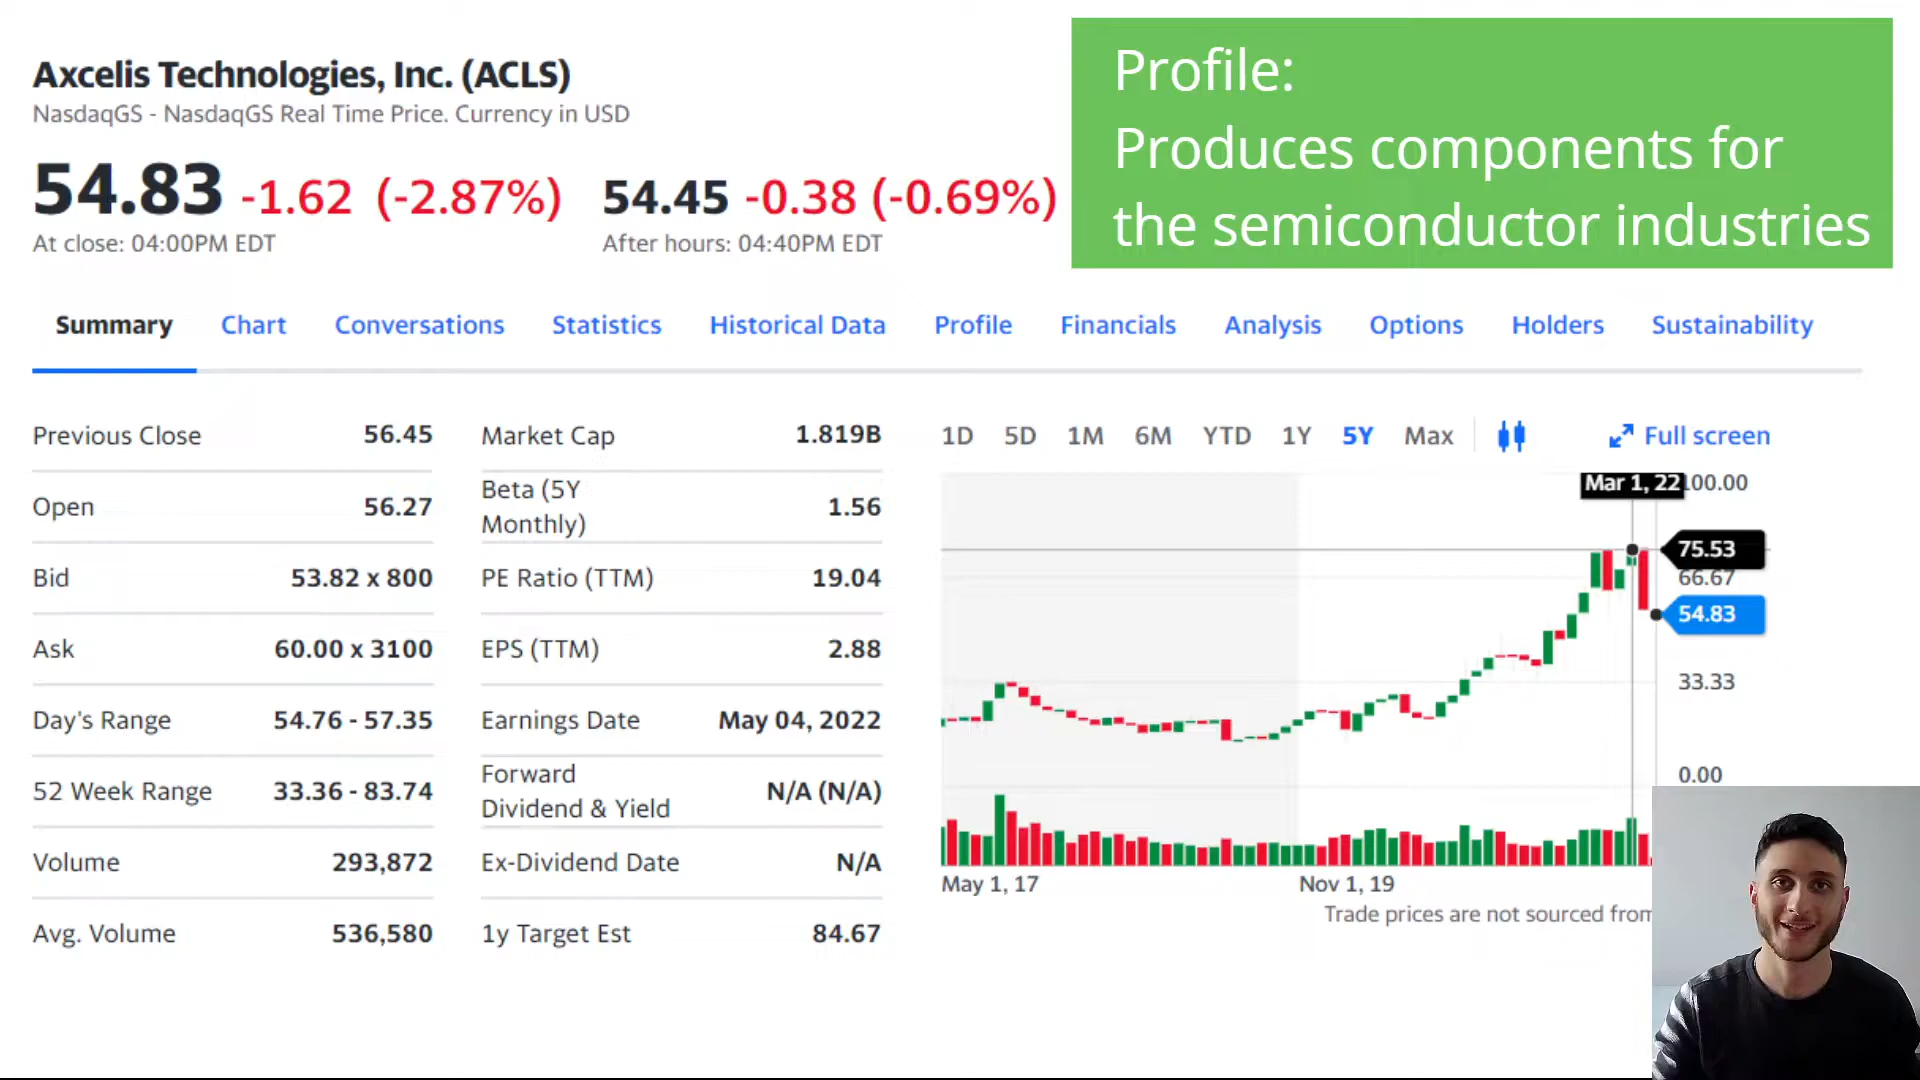 Axcelis Technologies, Inc. (ACLS)
NasdaqGS - NasdaqGS Real Time Price. Currency in USD
54.83 -1.62 (-2.87%)
At close: 04:00PM EDT
54.45 -0.38 (-0.69%)
After hours: 04:40PM EDT
Profile:
Produces components for
the semiconductor industries
Summary Chart Conversations Statistics Historical Data Profile Financials Analysis Options Holders Sustainability
Previous Close 56.45
Open 56.27
Bid 53.82 x 800
Ask 60.00 x 3100
Day's Range 54.76 - 57.35
52 Week Range 33.36 - 83.74
Volume 293,872
Avg. Volume 536,580
Market Cap 1.819B
Beta (5Y
Monthly) 1.56
PE Ratio (TTM) 19.04
EPS (TTM) 2.88
Earnings Date May 04, 2022
Forward
Dividend & Yield N/A (N/A)
Ex-Dividend Date N/A
1y Target Est 84.67
1D 5D 1M 6M YTD 1Y 5Y Max Full screen
Mar 1, 22 100.00
75.53
66.67
54.83
33.33
0.00
May 1, 17 Nov 1, 19
Trade prices are not sourced from